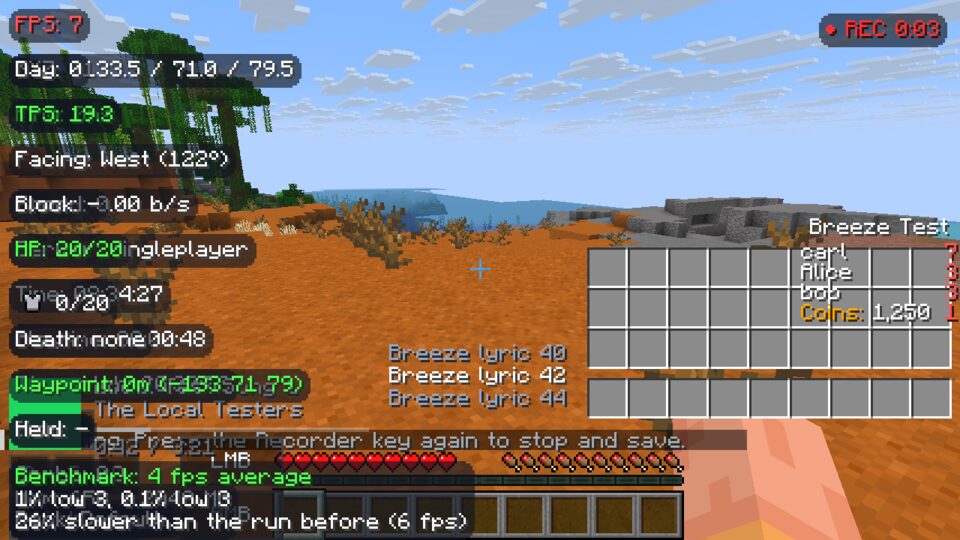 FPS: 7
REC 0:03
Day: 0133.5 / 71.0 / 79.5
TPS: 19.3
Facing: West (122°)
Block: -0.00 b/s
HP: 20/20 ingleplayer
4:27
0/20
Death: none 00:48
Waypoint: 0m (-133 71 79)
The Local Testers
Held: -
Press the Recorder key again to stop and save.
LMB
Benchmark: 4 fps average
1% low 3, 0.1% low 3
26% slower than the run before (6 fps)
Breeze lyric 40
Breeze lyric 42
Breeze lyric 44
Breeze Test
carl 7
Alice 3
bob 3
Coins: 1,250 1